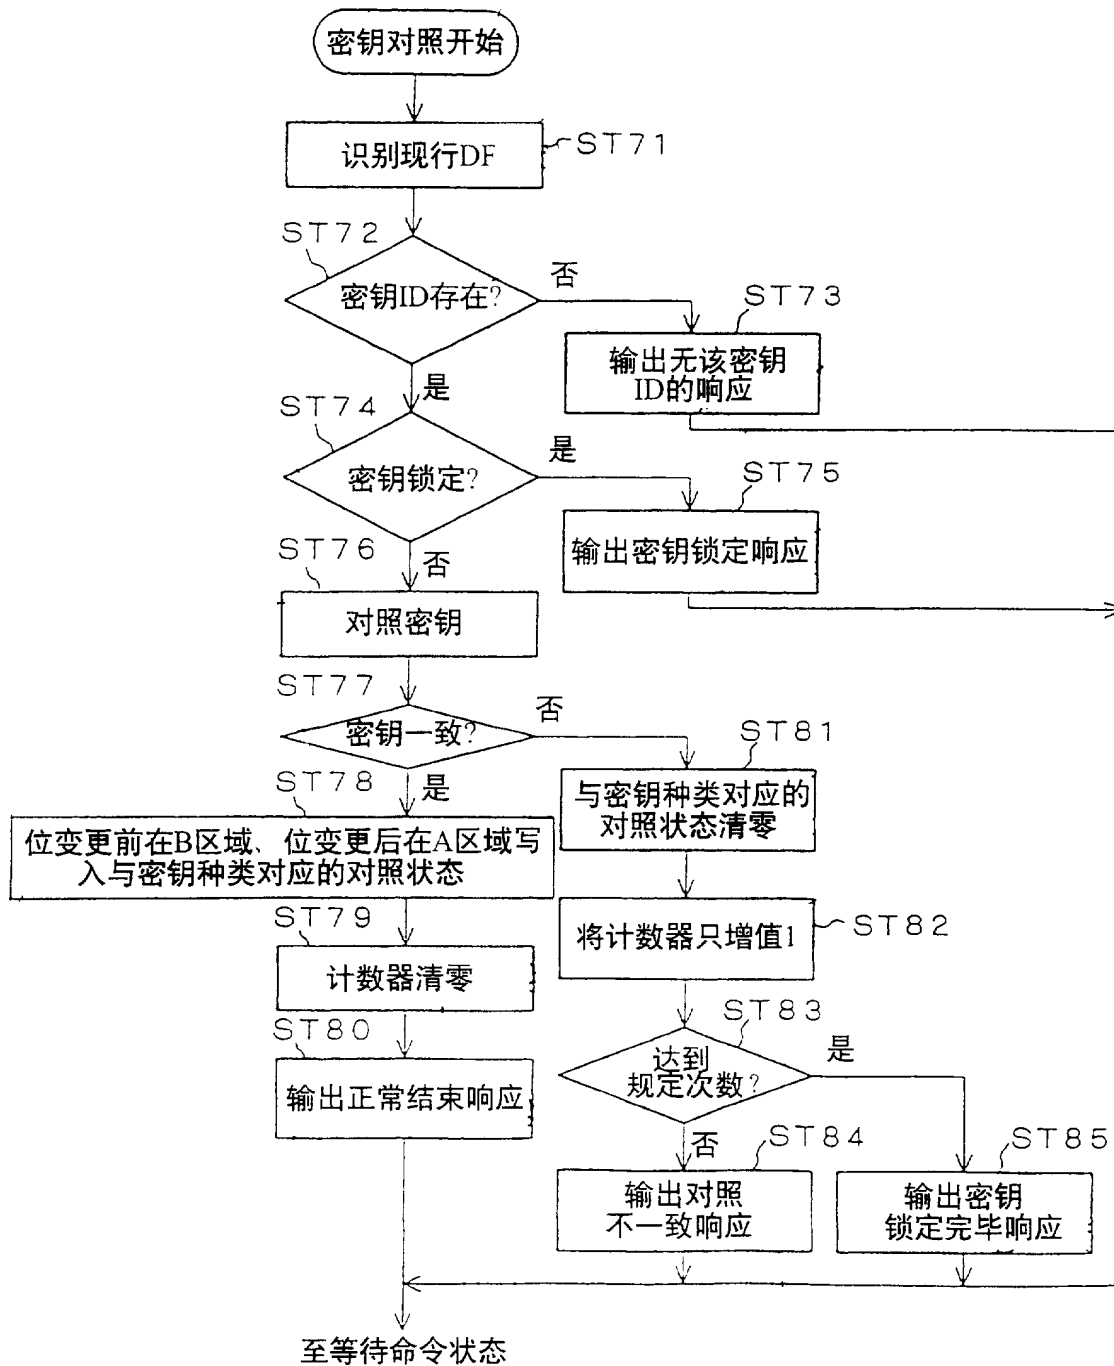 密钥对照开始
识别现行DF
ST71
ST72
密钥ID存在?
否
ST73
输出无该密钥
ID的响应
是
ST74
密钥锁定?
是
ST75
输出密钥锁定响应
ST76
否
对照密钥
ST77
密钥一致?
否
ST81
与密钥种类对应的
对照状态清零
ST78
是
位变更前在B区域、位变更后在A区域写
入与密钥种类对应的对照状态
ST79
计数器清零
将计数器只增值1
ST82
ST80
输出正常结束响应
ST83
达到
规定次数?
是
否
ST84
输出对照
不一致响应
ST85
输出密钥
锁定完毕响应
至等待命令状态